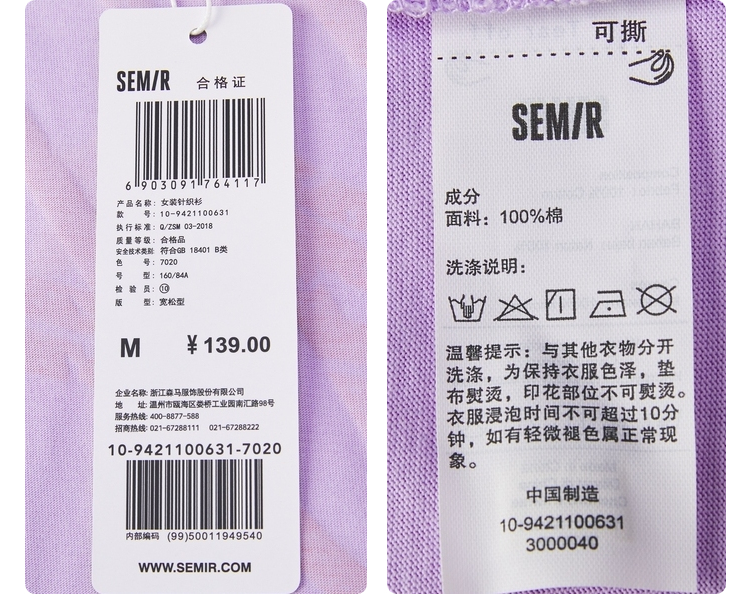 SEM/R 合格证
6 903091 764117
产品名称: 女装针织衫
款 号: 10-9421100631
执行标准: Q/ZSM 03-2018
质量等级: 合格品
安全技术类别: 符合GB 18401 B类
色 号: 7020
号 型: 160/84A
检 验 员: ⑩
版 型: 宽松型
M ¥139.00
企业名称: 浙江森马服饰股份有限公司
地 址: 温州市瓯海区娄桥工业园南汇路98号
服务热线: 400-8877-588
招商热线: 021-67288111 021-67288222
10-9421100631-7020
内部编码 (99)50011949540
WWW.SEMIR.COM
可撕
SEM/R
成分
面料: 100%棉
洗涤说明:
温馨提示: 与其他衣物分开
洗涤，为保持衣服色泽，垫
布熨烫，印花部位不可熨烫。
衣服浸泡时间不可超过10分
钟，如有轻微褪色属正常现
象。
中国制造
10-9421100631
3000040